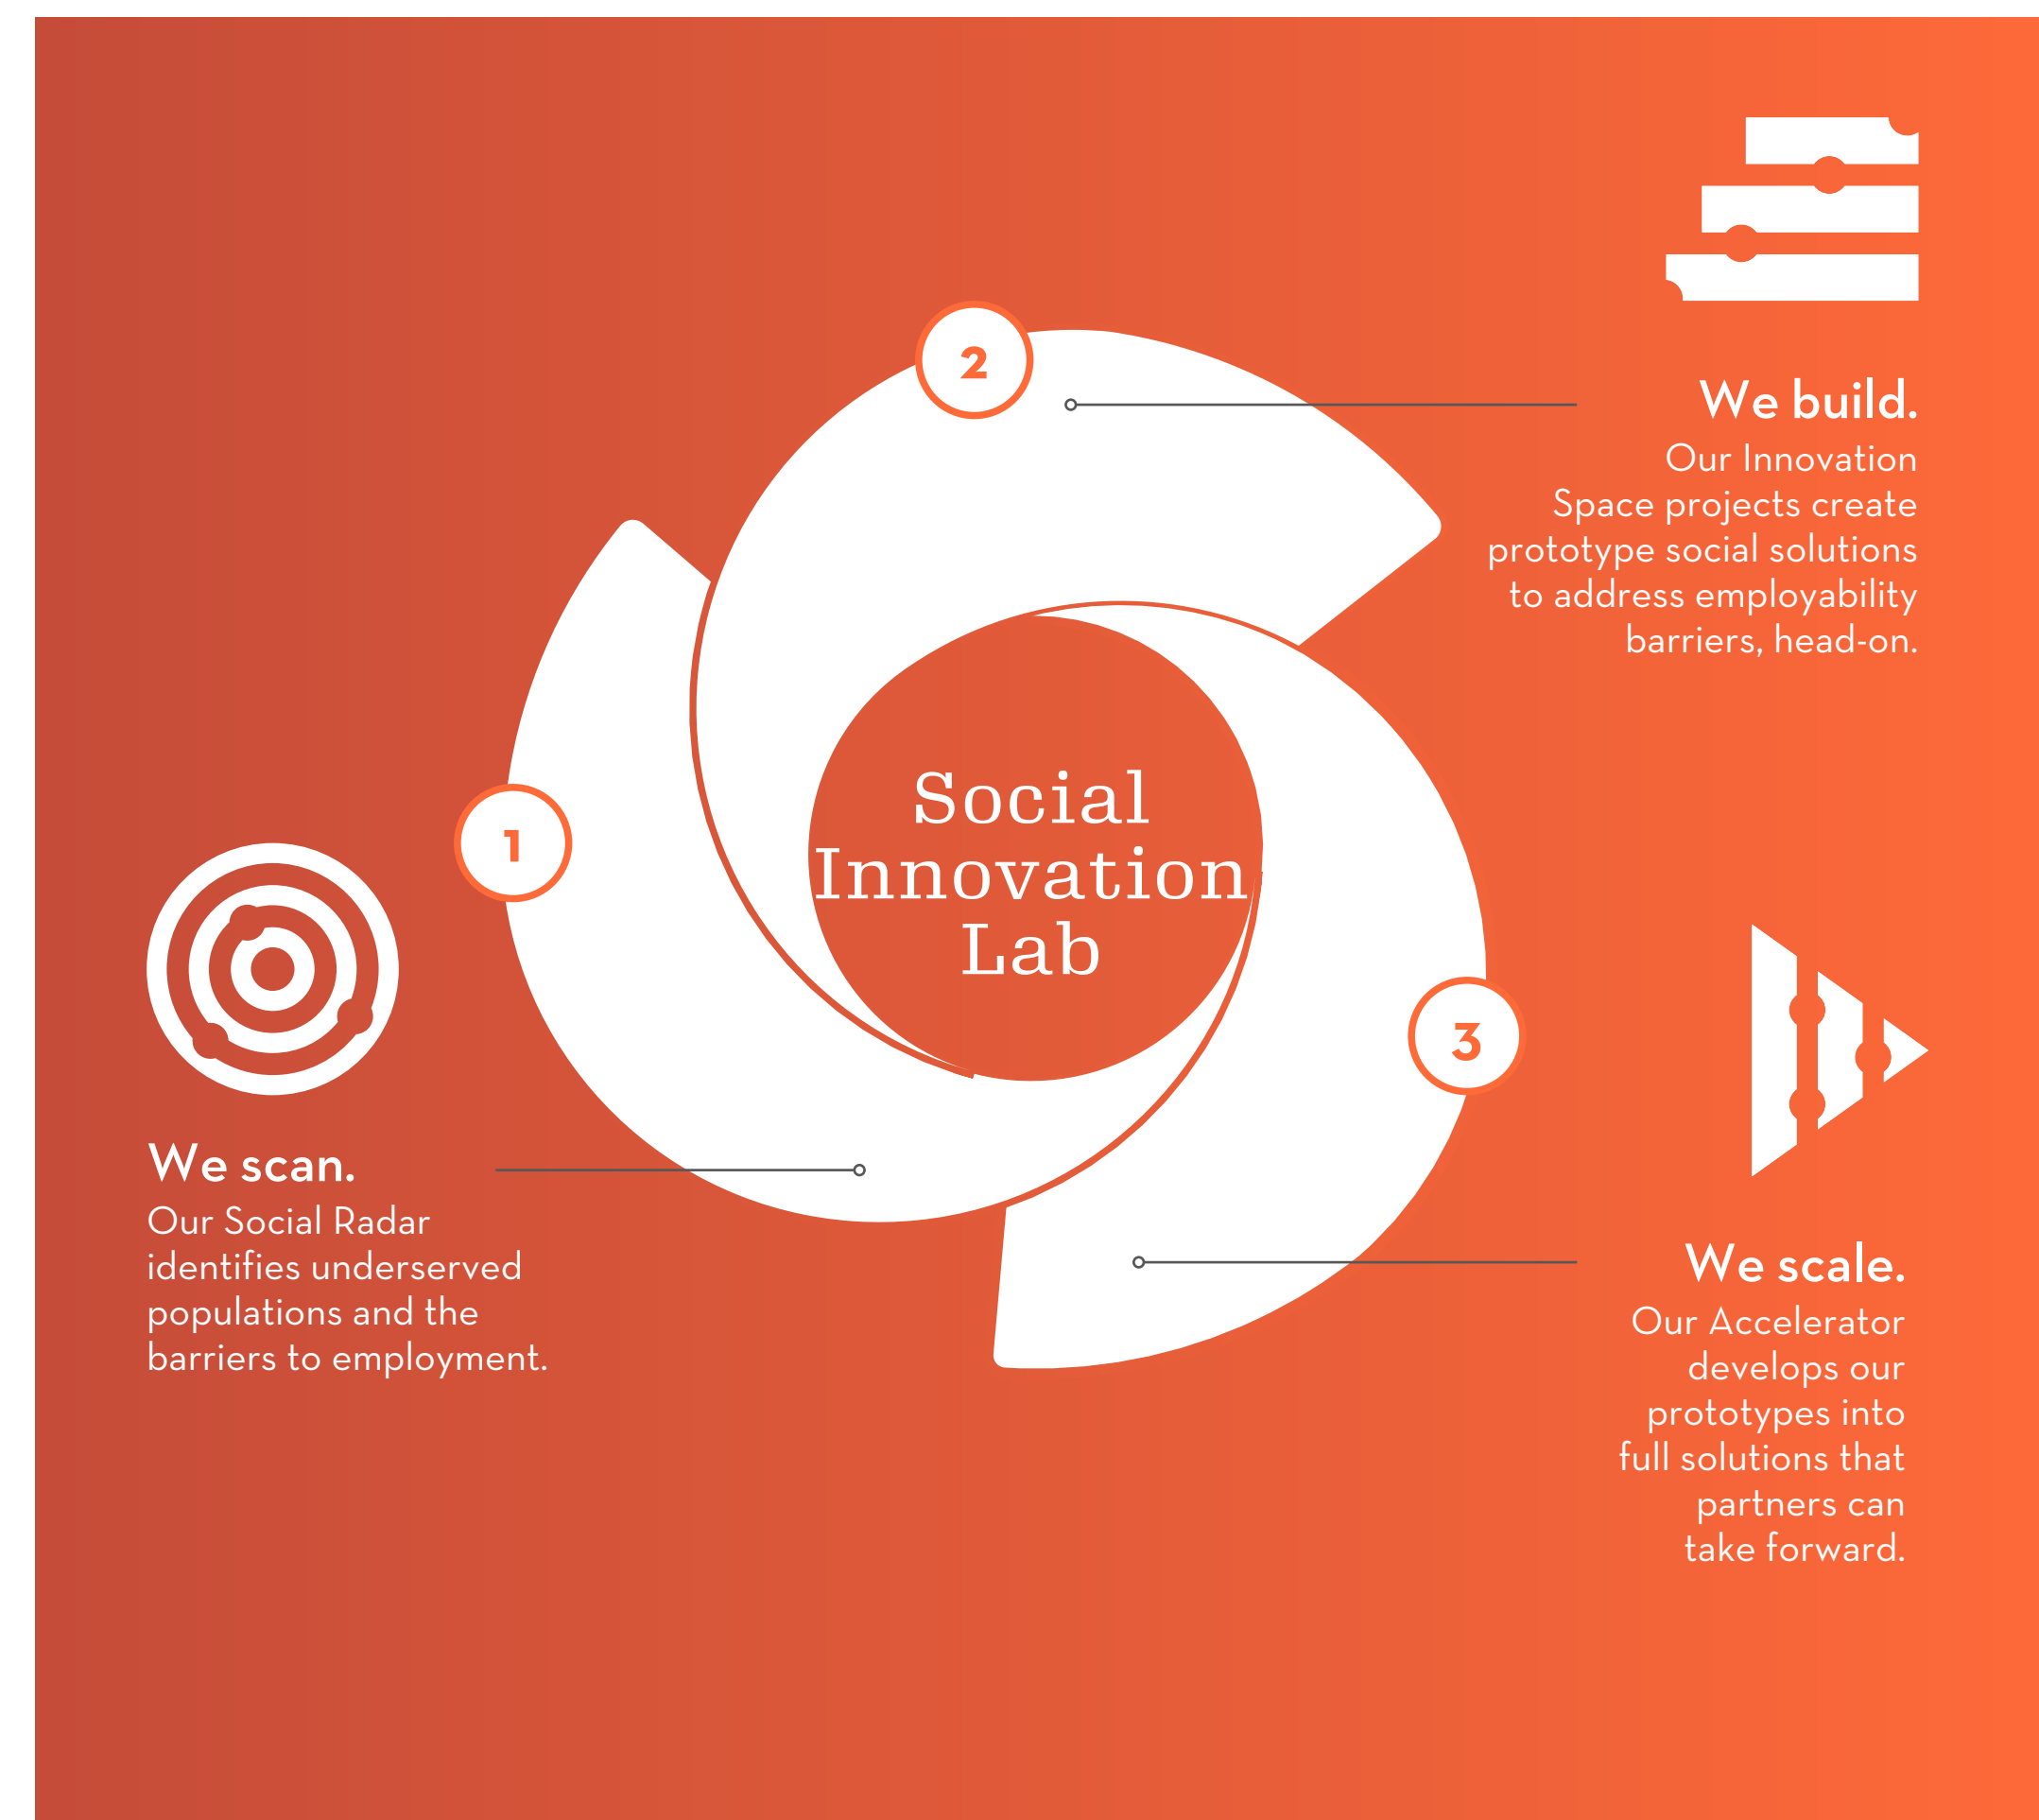 Social
Innovation
Lab
1
We scan.
Our Social Radar
identifies underserved
populations and the
barriers to employment.
2
We build.
Our Innovation
Space projects create
prototype social solutions
to address employability
barriers, head-on.
3
We scale.
Our Accelerator
develops our
prototypes into
full solutions that
partners can
take forward.